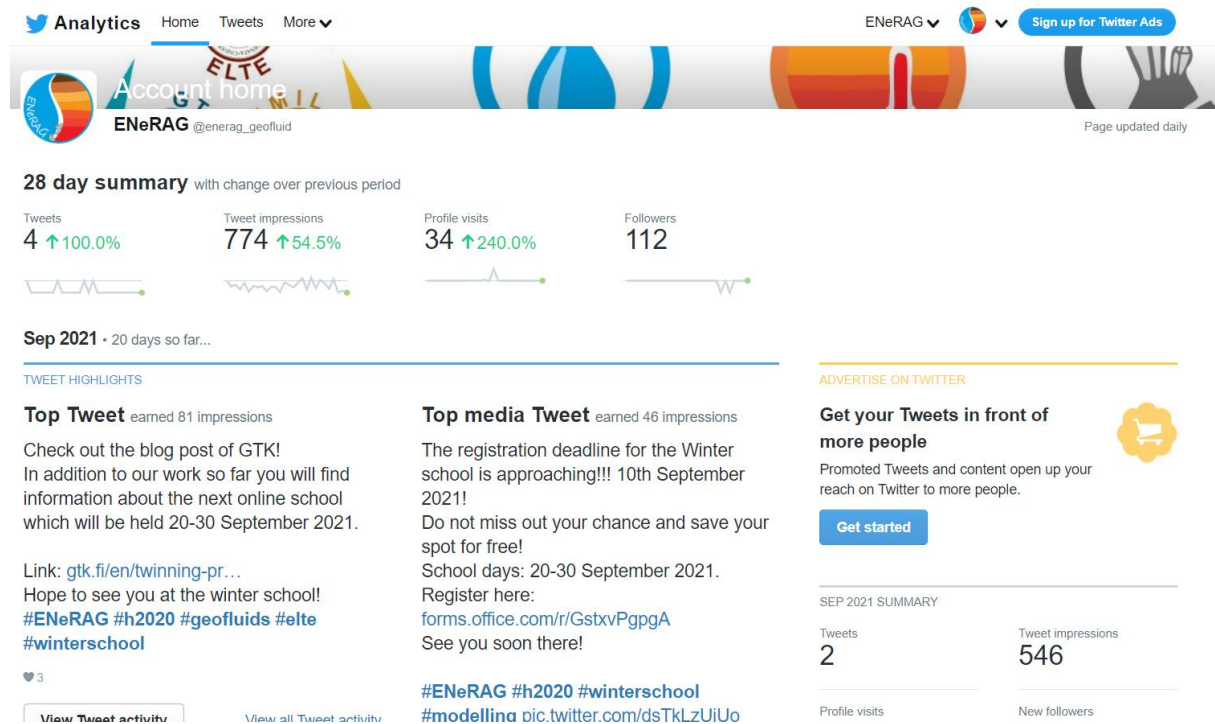 Analytics Home Tweets More ENeRAG Sign up for Twitter Ads
ELTE
Account home
ENeRAG
ENeRAG @enerag_geofluid Page updated daily
28 day summary with change over previous period
Tweets Tweet impressions Profile visits Followers
4 100.0% 774 54.5% 34 240.0% 112
Sep 2021 • 20 days so far...
TWEET HIGHLIGHTS
Top Tweet earned 81 impressions
Check out the blog post of GTK!
In addition to our work so far you will find
information about the next online school
which will be held 20-30 September 2021.
Link: gtk.fi/en/twinning-pr…
Hope to see you at the winter school!
#ENeRAG #h2020 #geofluids #elte
#winterschool
3
View Tweet activity View all Tweet activity
Top media Tweet earned 46 impressions
The registration deadline for the Winter
school is approaching!!! 10th September
2021!
Do not miss out your chance and save your
spot for free!
School days: 20-30 September 2021.
Register here:
forms.office.com/r/GstxvPgpgA
See you soon there!
#ENeRAG #h2020 #winterschool
#modelling pic.twitter.com/dsTkLzUjUo
ADVERTISE ON TWITTER
Get your Tweets in front of
more people
Promoted Tweets and content open up your
reach on Twitter to more people.
Get started
SEP 2021 SUMMARY
Tweets Tweet impressions
2 546
Profile visits New followers